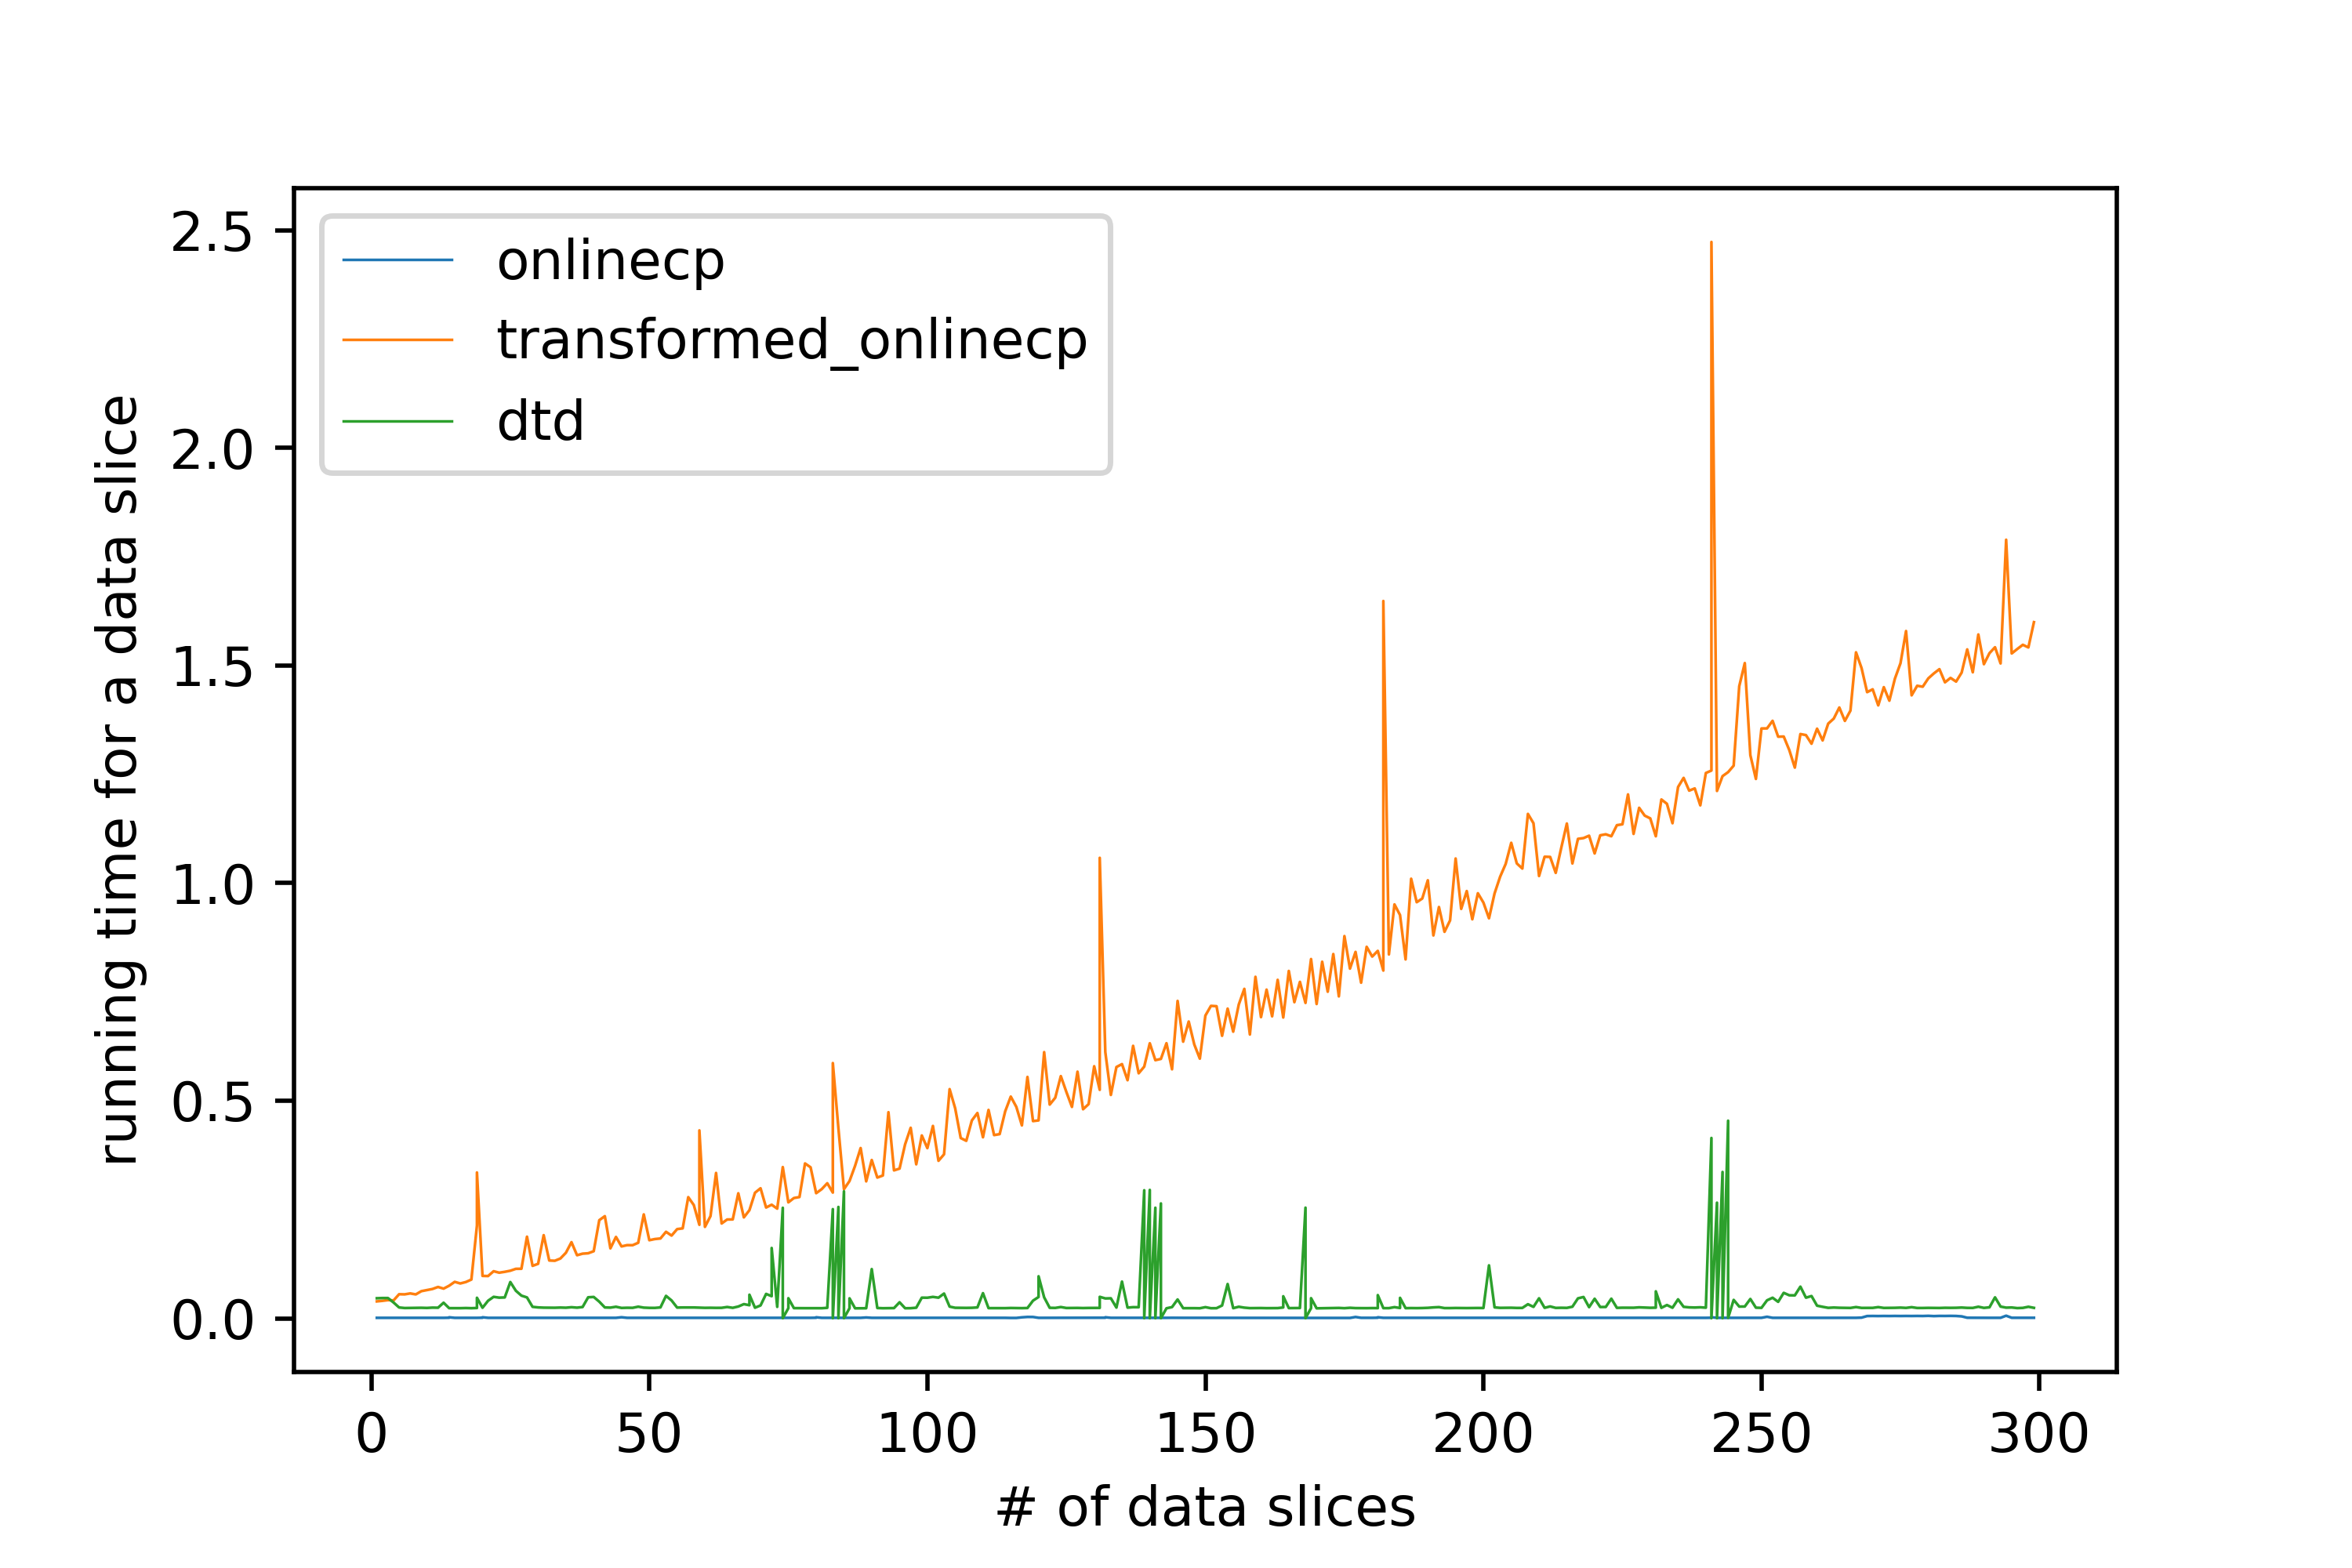 onlinecp
transformed_onlinecp
dtd
2.5
2.0
1.5
1.0
0.5
0.0
running time for a data slice
0 50 100 150 200 250 300
# of data slices